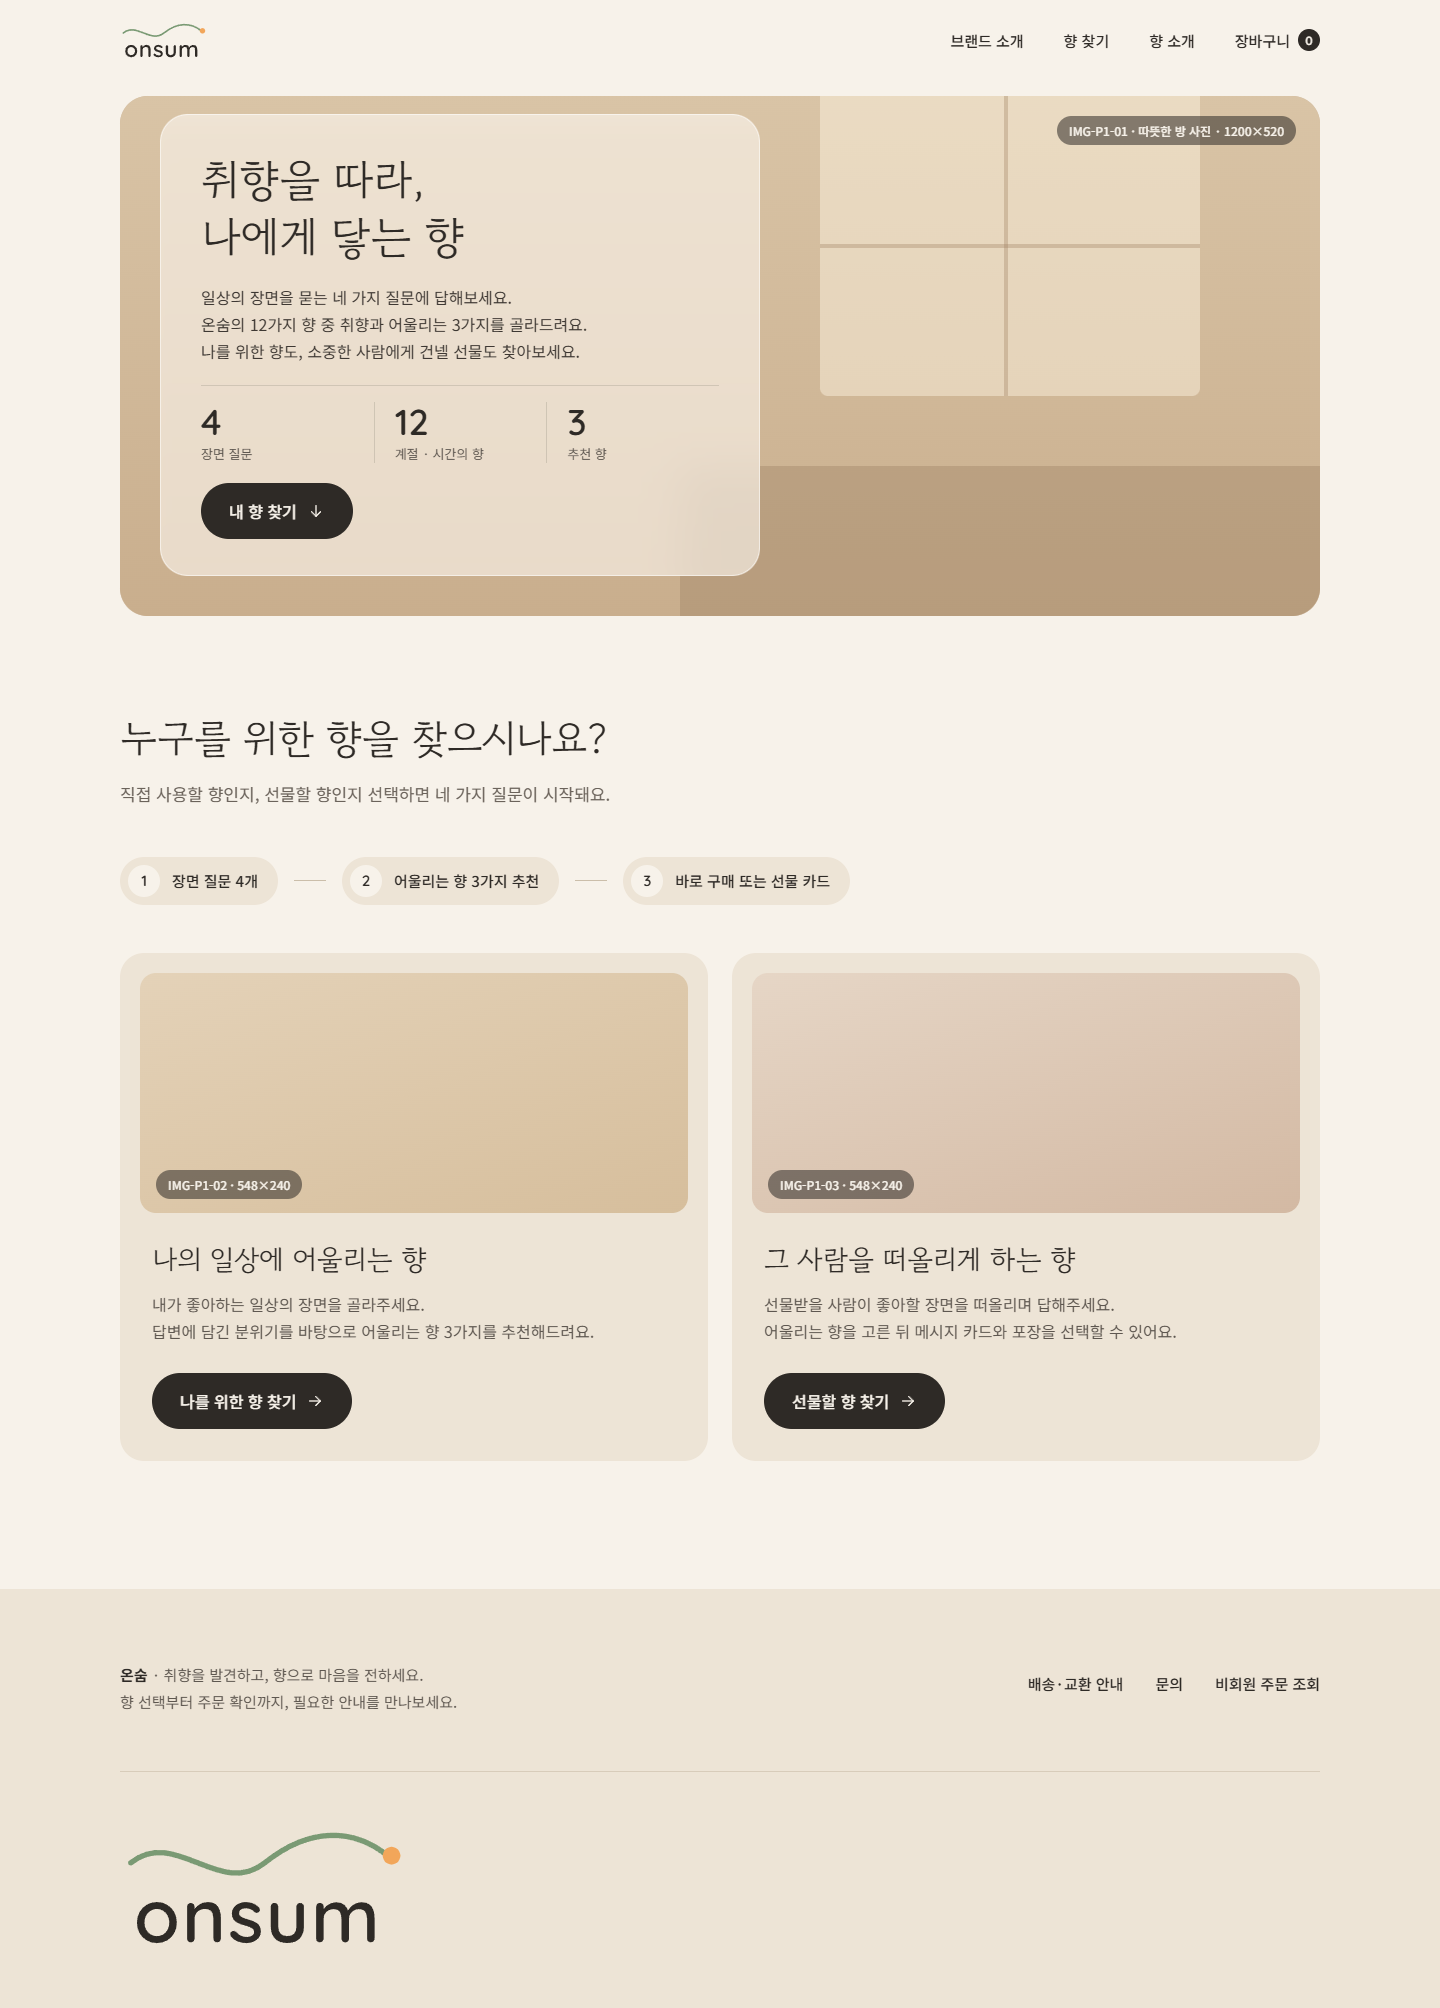 onsum
브랜드 소개
향 찾기
향 소개
장바구니 0
IMG-P1-01 · 따뜻한 방 사진 · 1200×520
취향을 따라,
나에게 닿는 향
일상의 장면을 묻는 네 가지 질문에 답해보세요.
온숨의 12가지 향 중 취향과 어울리는 3가지를 골라드려요.
나를 위한 향도, 소중한 사람에게 건넬 선물도 찾아보세요.
4
장면 질문
12
계절 · 시간의 향
3
추천 향
내 향 찾기 ↓
누구를 위한 향을 찾으시나요?
직접 사용할 향인지, 선물할 향인지 선택하면 네 가지 질문이 시작돼요.
1 장면 질문 4개
2 어울리는 향 3가지 추천
3 바로 구매 또는 선물 카드
IMG-P1-02 · 548×240
나의 일상에 어울리는 향
내가 좋아하는 일상의 장면을 골라주세요.
답변에 담긴 분위기를 바탕으로 어울리는 향 3가지를 추천해드려요.
나를 위한 향 찾기 →
IMG-P1-03 · 548×240
그 사람을 떠올리게 하는 향
선물받을 사람이 좋아할 장면을 떠올리며 답해주세요.
어울리는 향을 고른 뒤 메시지 카드와 포장을 선택할 수 있어요.
선물할 향 찾기 →
온숨 · 취향을 발견하고, 향으로 마음을 전하세요.
향 선택부터 주문 확인까지, 필요한 안내를 만나보세요.
배송·교환 안내
문의
비회원 주문 조회
onsum